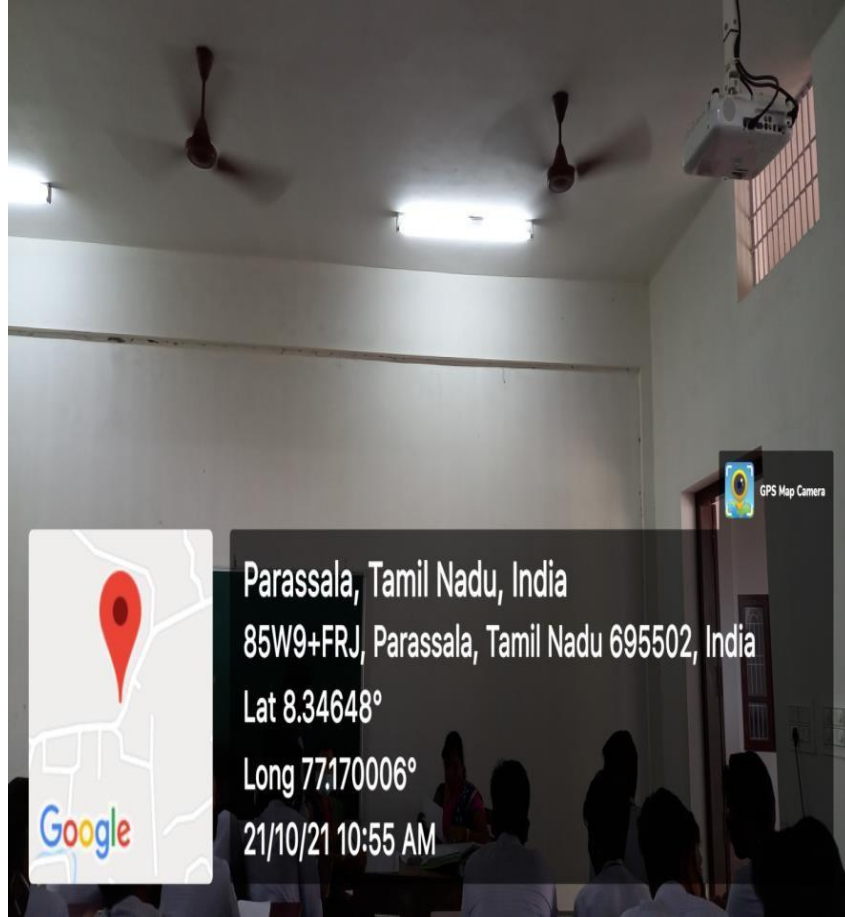 GPS Map Camera
Parassala, Tamil Nadu, India
85W9+FRJ, Parassala, Tamil Nadu 695502, India
Lat 8.34648°
Long 77.170006°
21/10/21 10:55 AM
Google